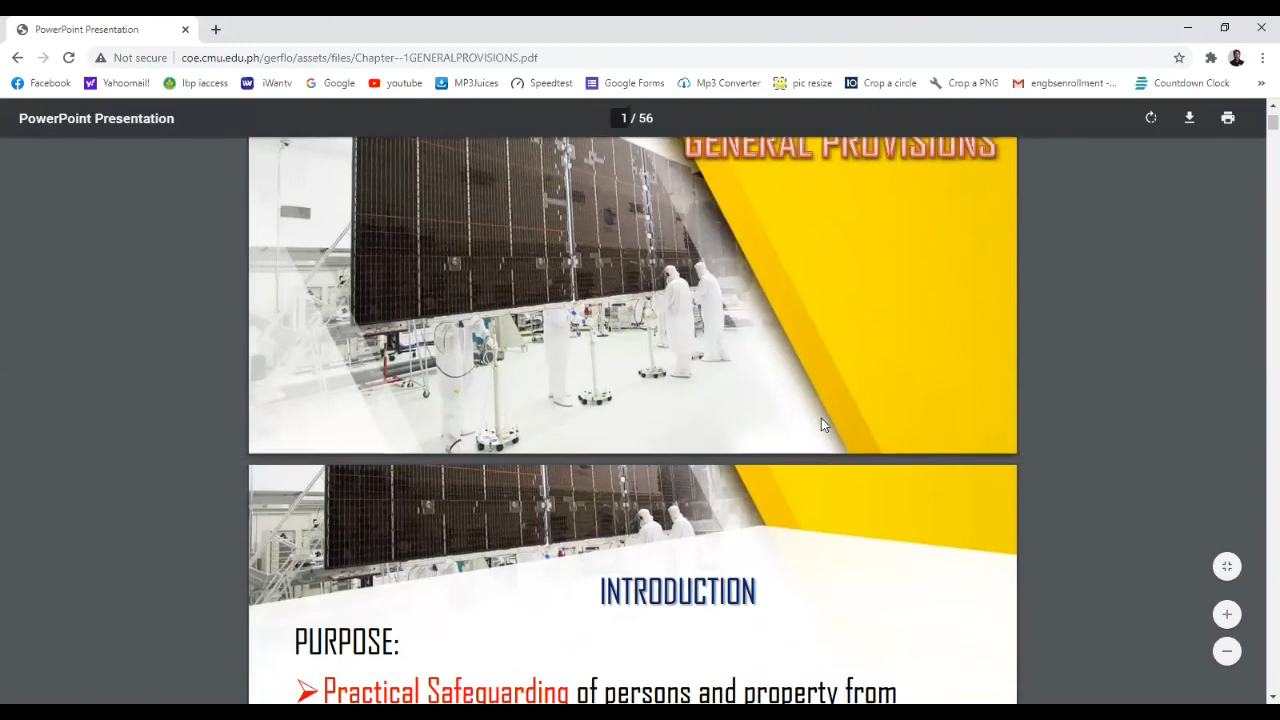 PowerPoint Presentation
Not secure coe.cmu.edu.ph/gerflo/assets/files/Chapter--1GENERALPROVISIONS.pdf
Facebook Yahoomail! lbp iaccess iWantv Google youtube MP3Juices Speedtest Google Forms Mp3 Converter pic resize Crop a circle Crop a PNG engbsenrollment -... Countdown Clock »
PowerPoint Presentation 1 / 56
GENERAL PROVISIONS
INTRODUCTION
PURPOSE:
Practical Safeguarding of persons and property from